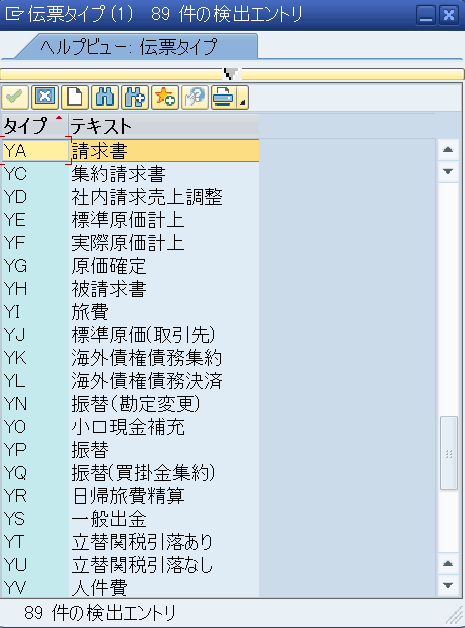 伝票タイプ (1)   89 件の検出エントリ
ヘルプビュー: 伝票タイプ
タイプ テキスト
YA 請求書
YC 集約請求書
YD 社内請求売上調整
YE 標準原価計上
YF 実際原価計上
YG 原価確定
YH 被請求書
YI 旅費
YJ 標準原価(取引先)
YK 海外債権債務集約
YL 海外債権債務決済
YN 振替(勘定変更)
YO 小口現金補充
YP 振替
YQ 振替(買掛金集約)
YR 日帰旅費精算
YS 一般出金
YT 立替関税引落あり
YU 立替関税引落なし
YV 人件費
89 件の検出エントリ